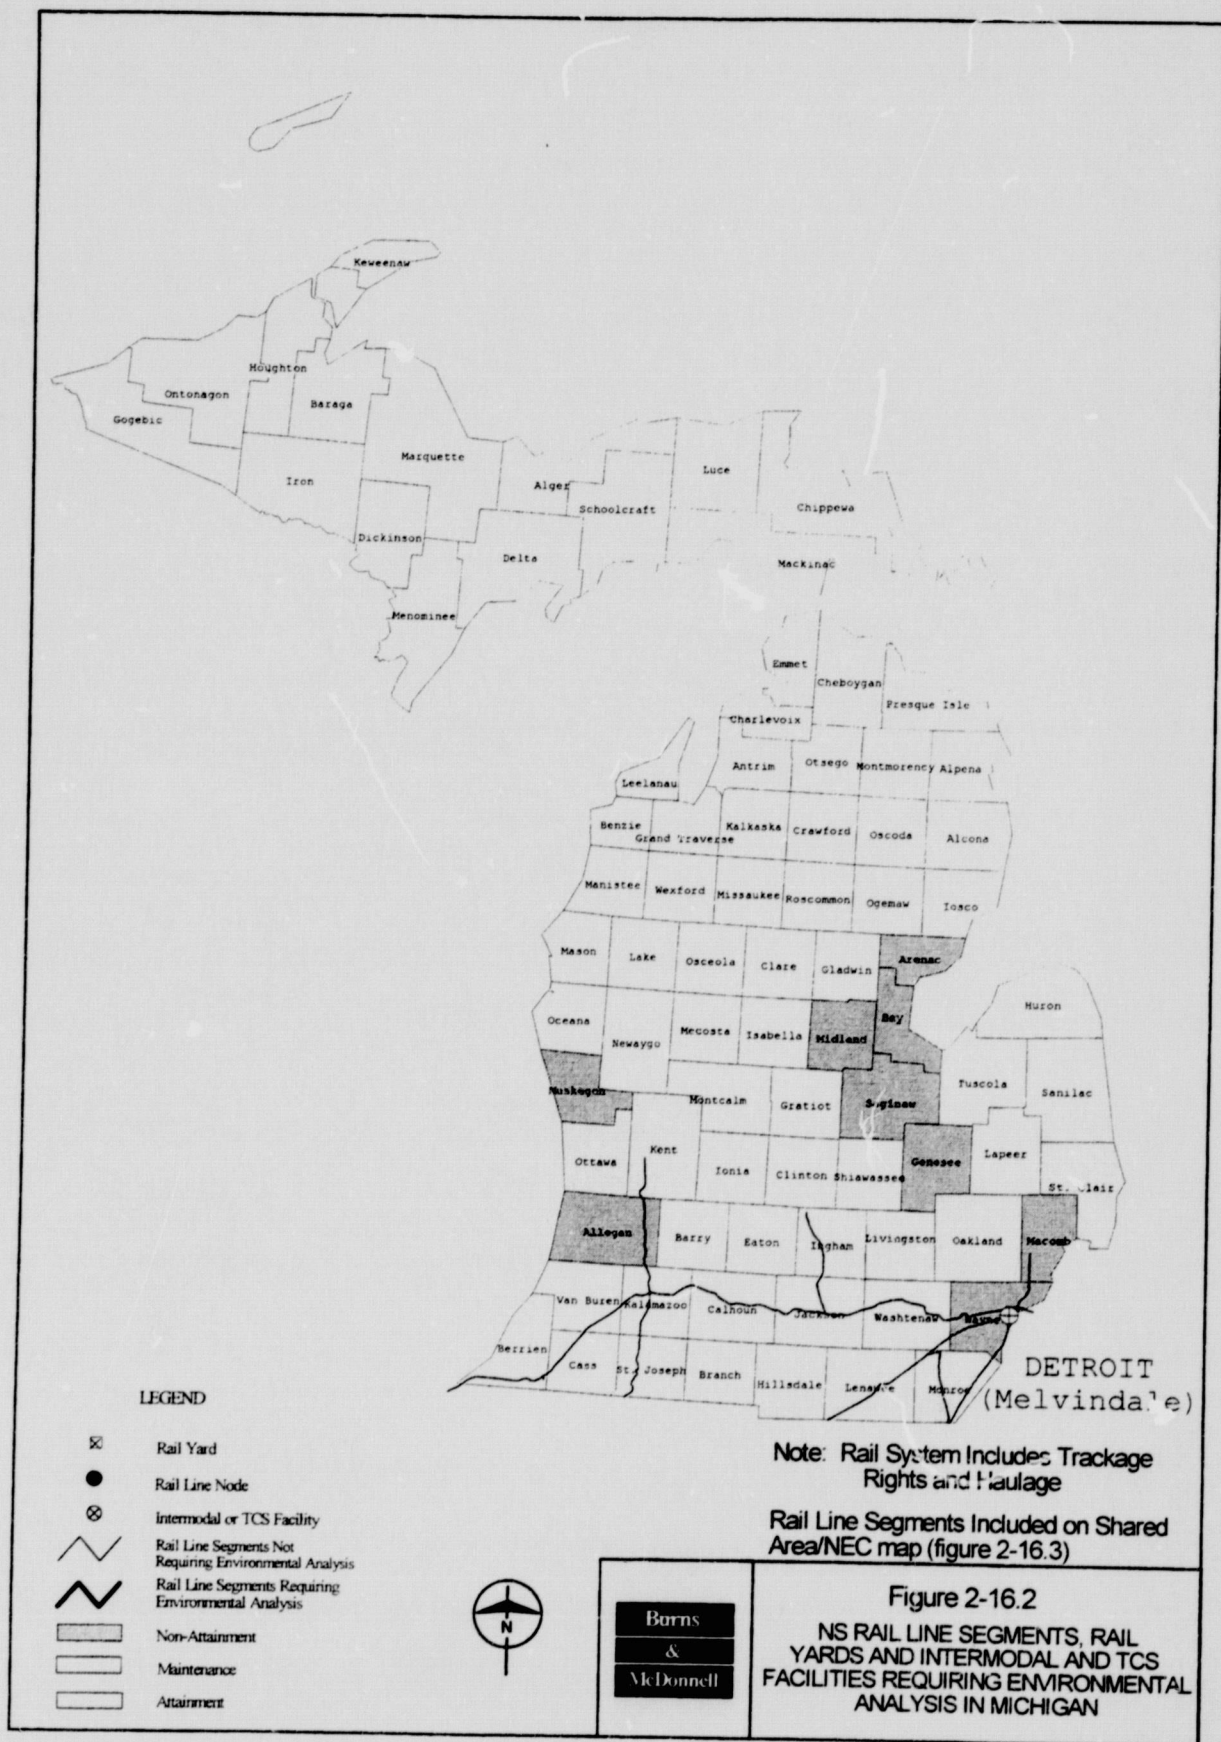 Keweenaw
Houghton
Ontonagon
Baraga
Gogebic
Marquette
Iron
Alger
Luce
Schoolcraft
Chippewa
Dickinson
Delta
Mackinac
Menominee
Emmet
Cheboygan
Presque Isle
Charlevoix
Antrim
Otsego
Montmorency
Alpena
Leelanau
Benzie
Grand Traverse
Kalkaska
Crawford
Oscoda
Alcona
Manistee
Wexford
Missaukee
Roscommon
Ogemaw
Iosco
Mason
Lake
Osceola
Clare
Gladwin
Arenac
Huron
Oceana
Newaygo
Mecosta
Isabella
Midland
Bay
Tuscola
Sanilac
Muskegon
Montcalm
Gratiot
Saginaw
Ottawa
Kent
Ionia
Clinton
Shiawassee
Genesee
Lapeer
St. Clair
Allegan
Barry
Eaton
Ingham
Livingston
Oakland
Macomb
Van Buren
Kalamazoo
Calhoun
Jackson
Washtenaw
Wayne
Berrien
Cass
St. Joseph
Branch
Hillsdale
Lenawee
Monroe
DETROIT
(Melvindale)
LEGEND
Rail Yard
Rail Line Node
Intermodal or TCS Facility
Rail Line Segments Not
Requiring Environmental Analysis
Rail Line Segments Requiring
Environmental Analysis
Non-Attainment
Maintenance
Attainment
N
Note: Rail System Includes Trackage
Rights and Haulage
Rail Line Segments Included on Shared
Area/NEC map (figure 2-16.3)
Burns
&
McDonnell
Figure 2-16.2
NS RAIL LINE SEGMENTS, RAIL
YARDS AND INTERMODAL AND TCS
FACILITIES REQUIRING ENVIRONMENTAL
ANALYSIS IN MICHIGAN